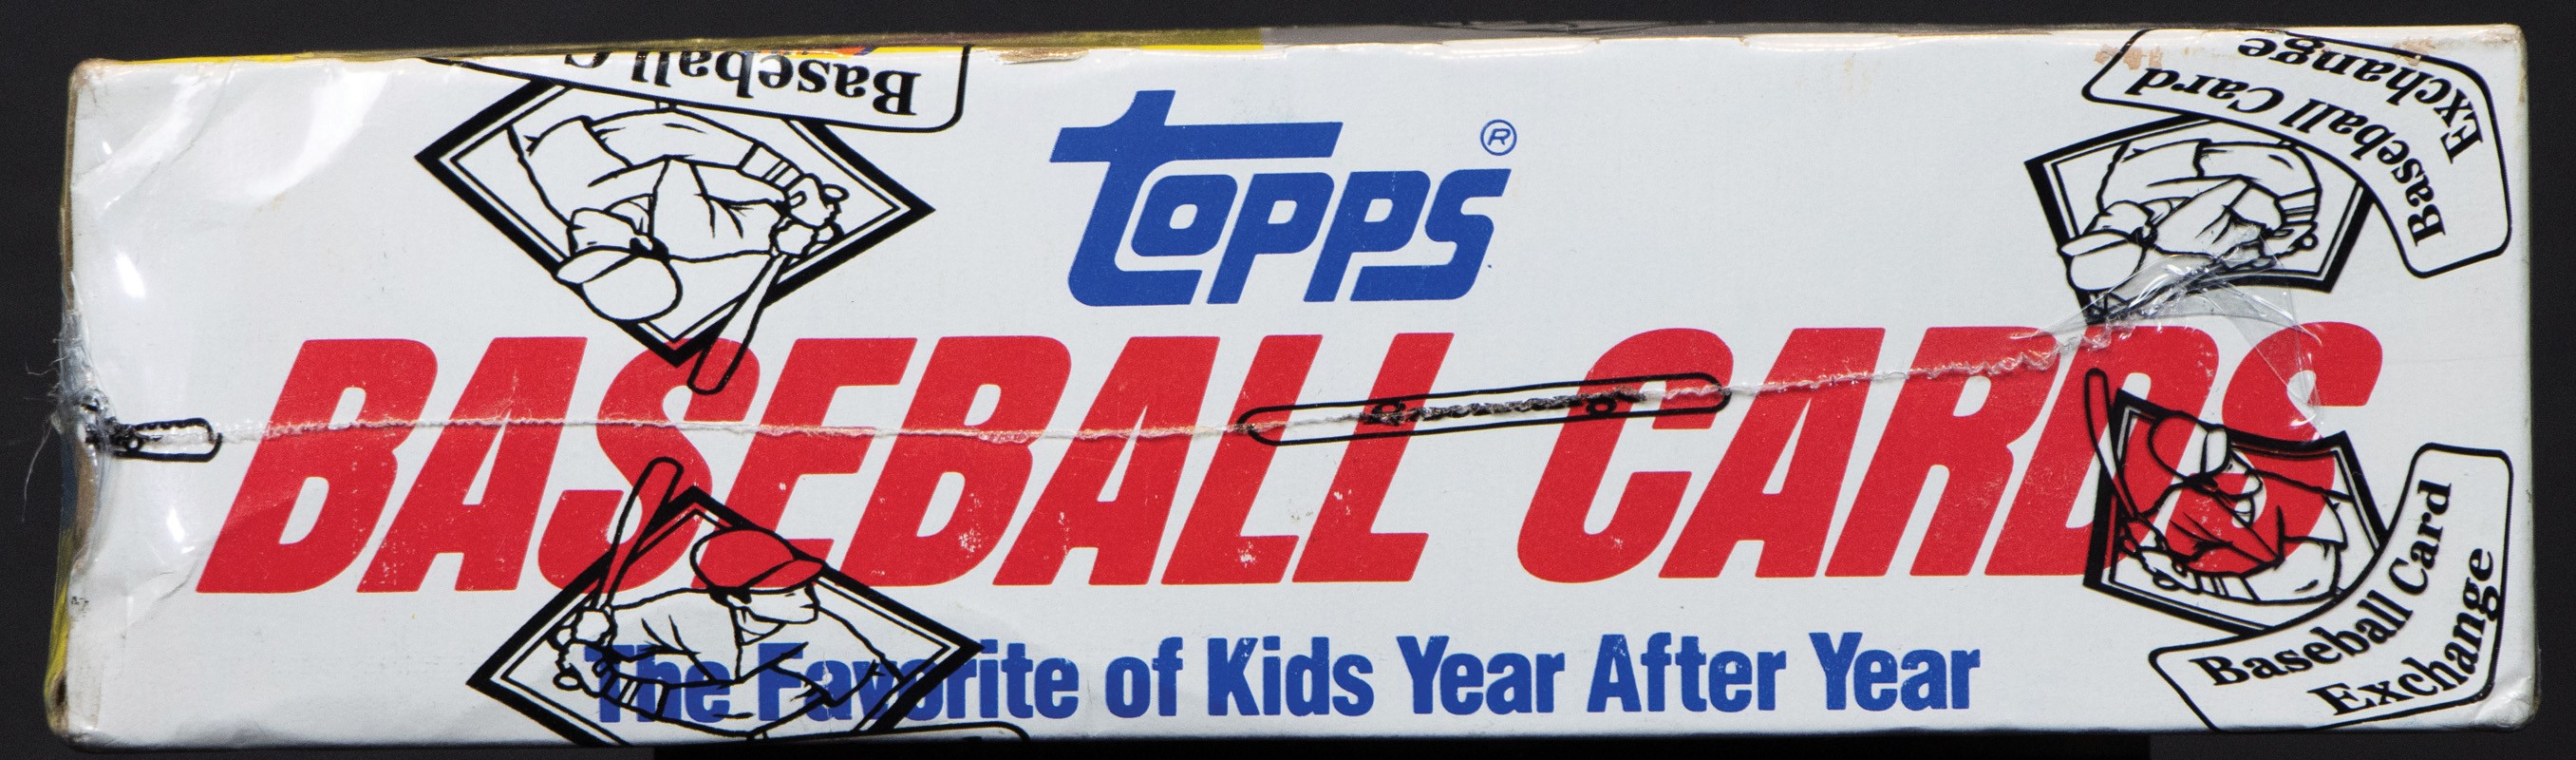 Baseball C
Baseball Card
Exchange
topps®
BASEBALL CARDS
The Favorite of Kids Year After Year
Baseball Card
Exchange